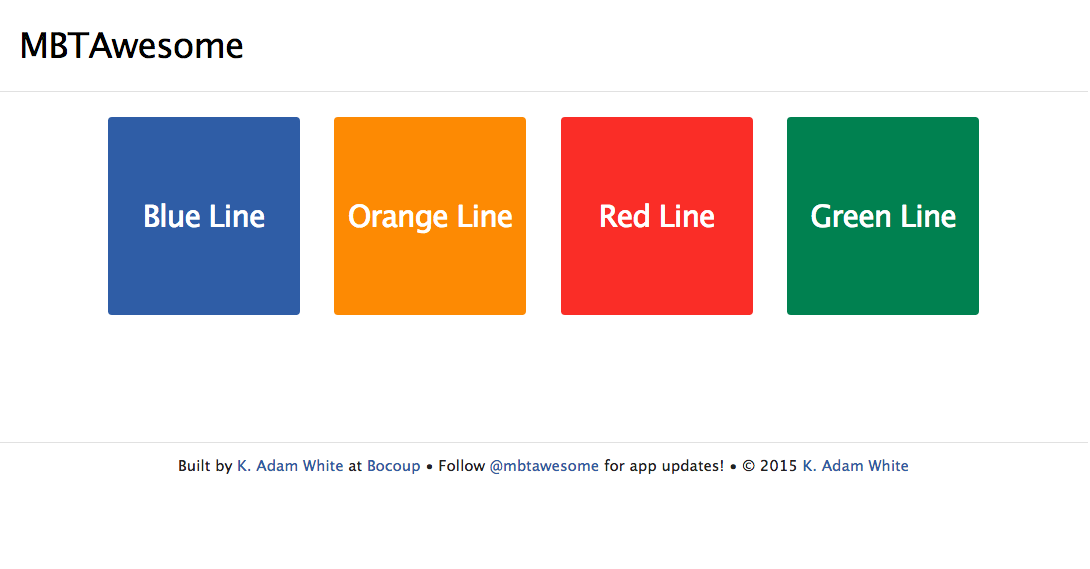 MBTAwesome
Blue Line
Orange Line
Red Line
Green Line
Built by K. Adam White at Bocoup • Follow @mbtawesome for app updates! • © 2015 K. Adam White